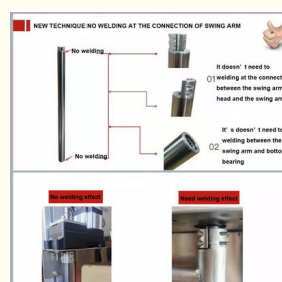 NEW TECHNIQUE:NO WELDING AT THE CONNECTION OF SWING ARM
No welding
It doesn't need to
01 welding at the connect
between the swing arm
head and the swing arm
It's doesn't need to
02 welding between the
swing arm and botto
bearing
No welding
No welding effect
Need welding effect